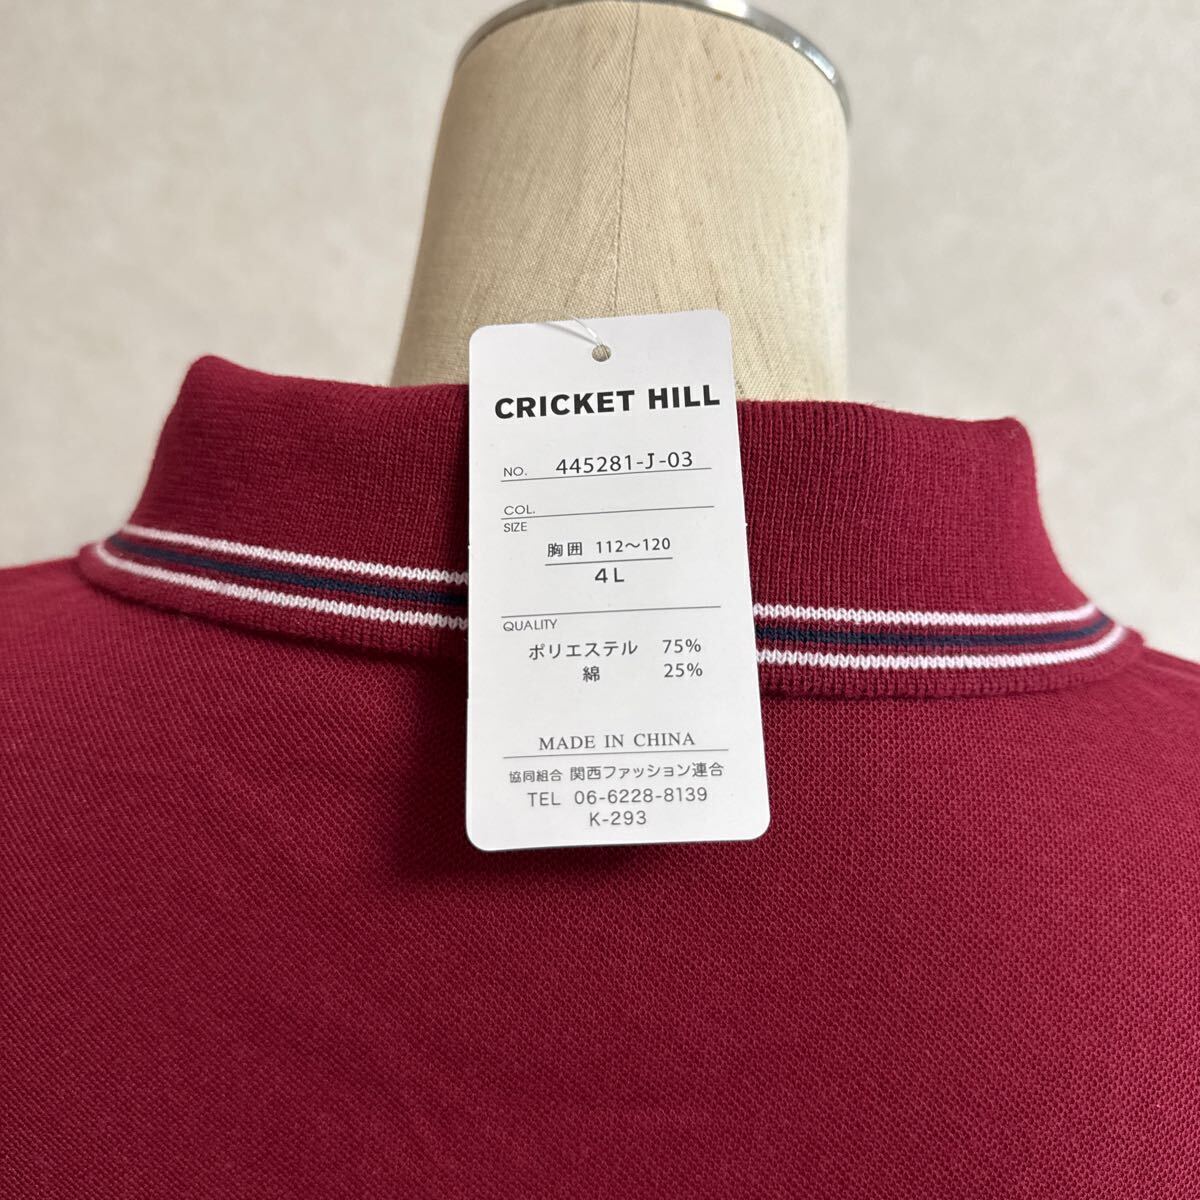 CRICKET HILL
NO. 445281-J-03
COL.
SIZE
胸囲 112～120
4L
QUALITY
ポリエステル 75%
綿 25%
MADE IN CHINA
協同組合 関西ファッション連合
TEL 06-6228-8139
K-293